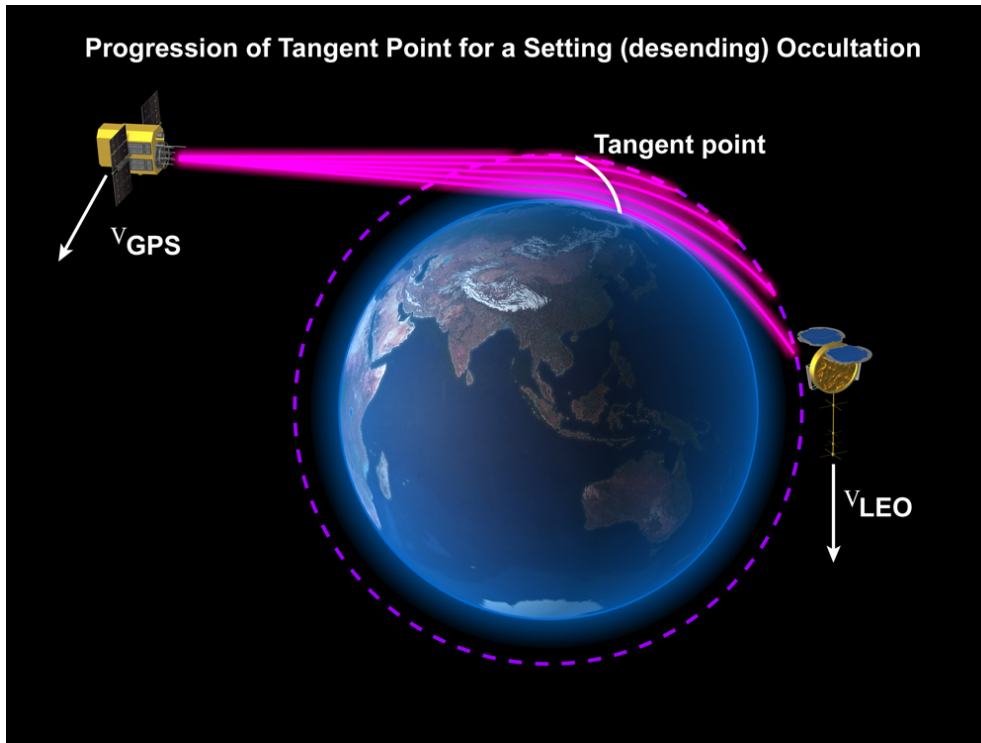 Progression of Tangent Point for a Setting (desending) Occultation
Tangent point
VGPS
VLEO